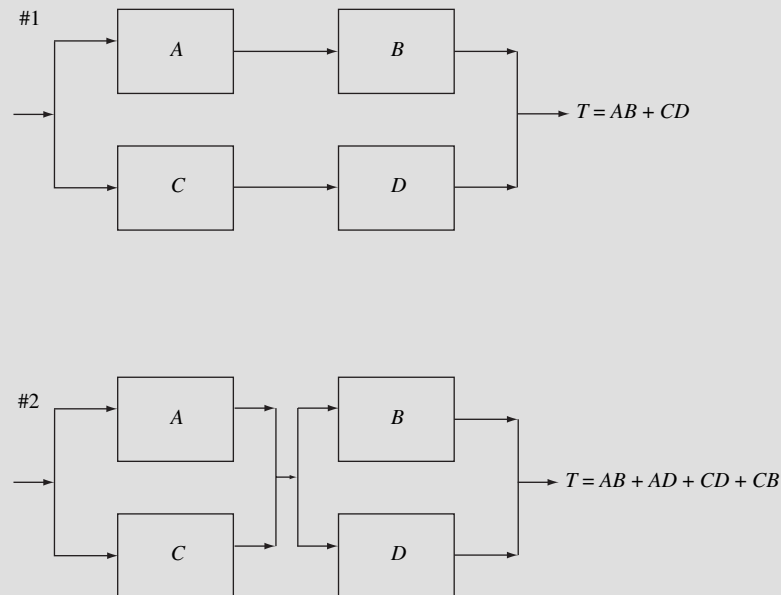 #1
A
B
T = AB + CD
C
D
#2
A
B
T = AB + AD + CD + CB
C
D